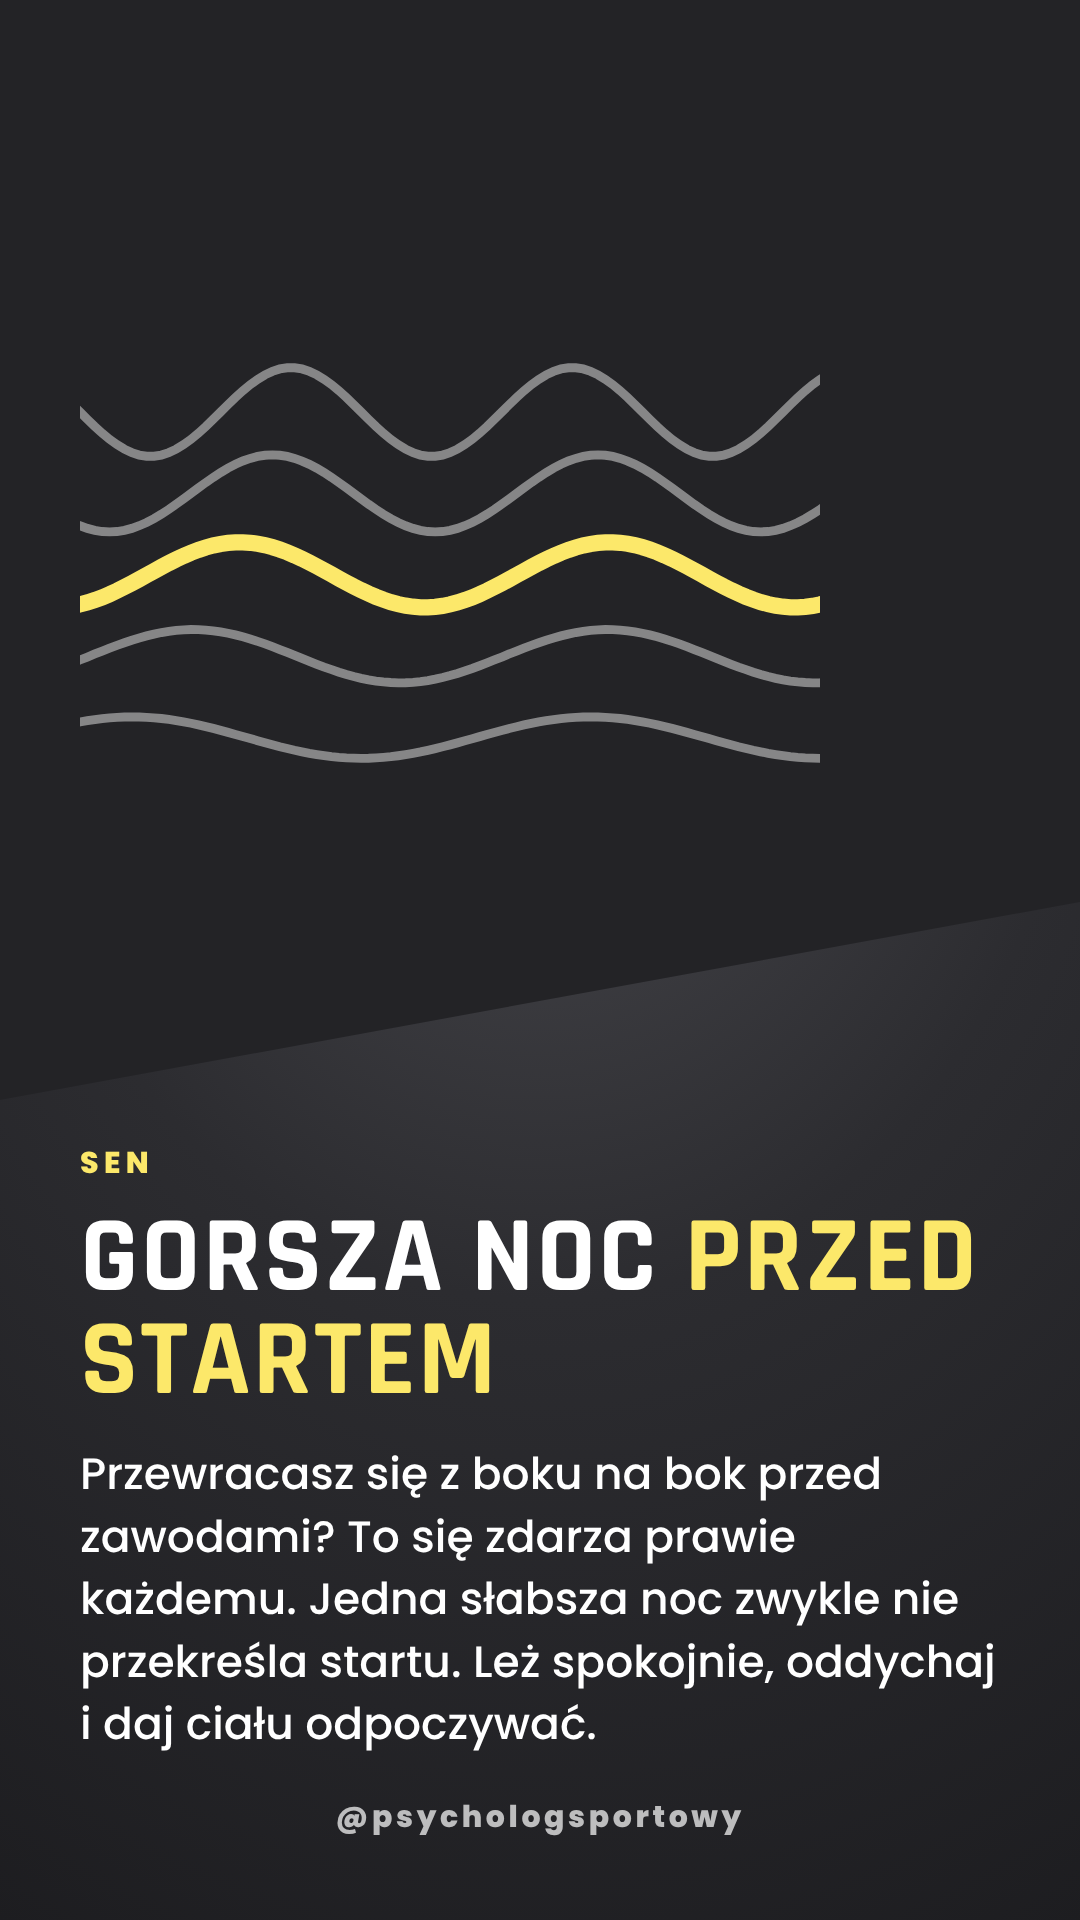 SEN
GORSZA NOC PRZED
STARTEM
Przewracasz się z boku na bok przed
zawodami? To się zdarza prawie
każdemu. Jedna słabsza noc zwykle nie
przekreśla startu. Leż spokojnie, oddychaj
i daj ciału odpoczywać.
@psychologsportowy